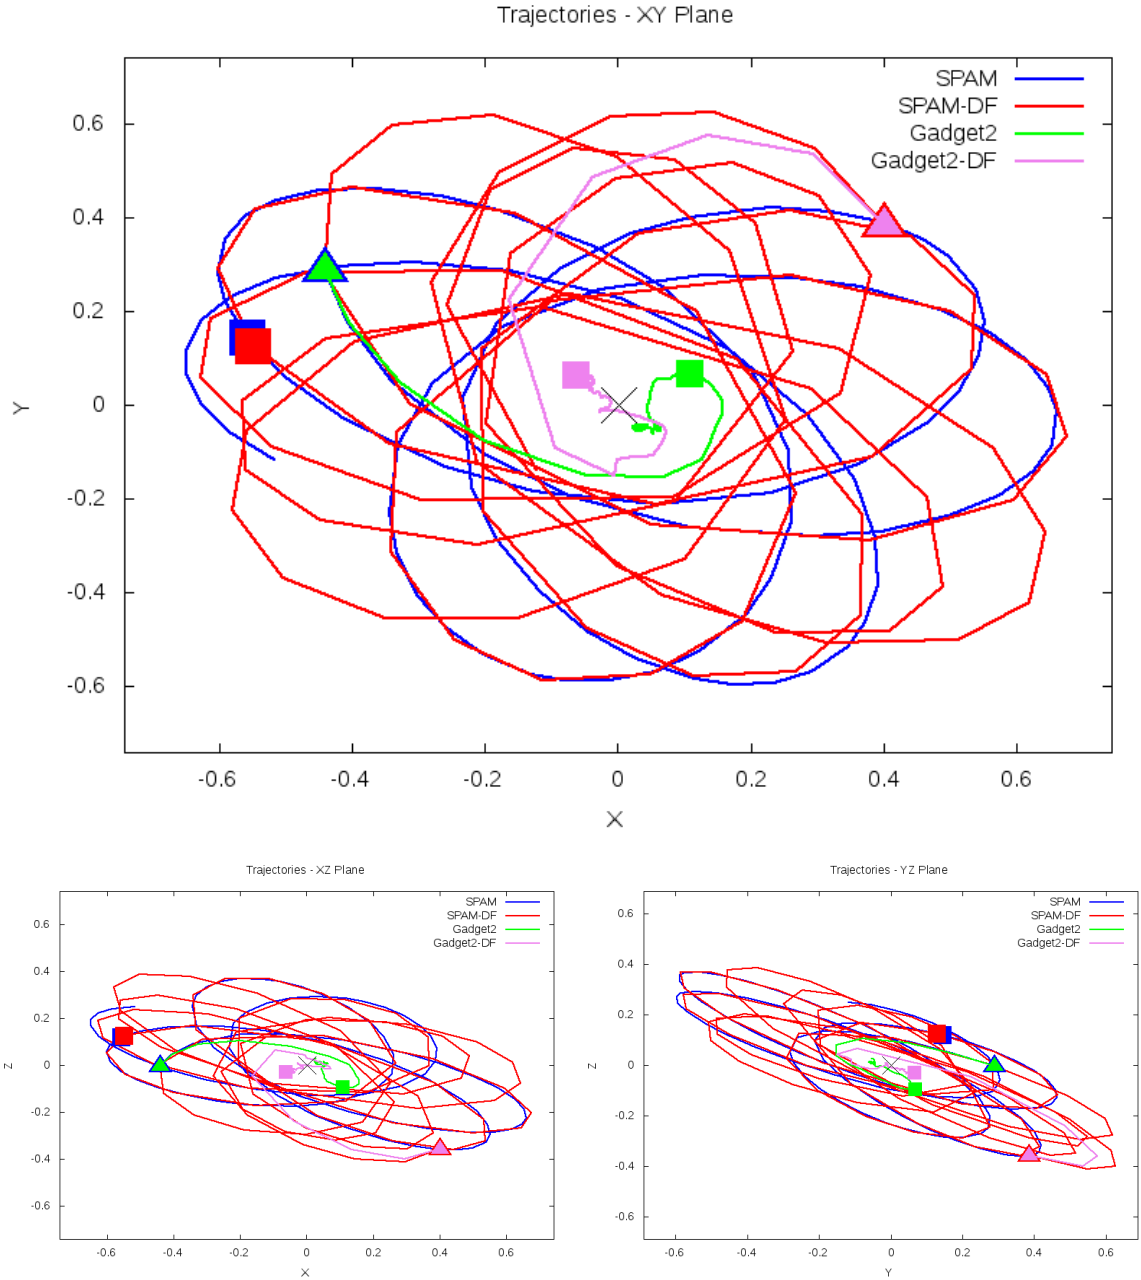 Trajectories - XY Plane
SPAM
SPAM-DF
Gadget2
Gadget2-DF
0.6
0.4
0.2
0
-0.2
-0.4
-0.6
Y
-0.6 -0.4 -0.2 0 0.2 0.4 0.6
X
Trajectories - XZ Plane
SPAM
SPAM-DF
Gadget2
Gadget2-DF
0.6
0.4
0.2
0
-0.2
-0.4
-0.6
Z
-0.6 -0.4 -0.2 0 0.2 0.4 0.6
X
Trajectories - YZ Plane
SPAM
SPAM-DF
Gadget2
Gadget2-DF
0.6
0.4
0.2
0
-0.2
-0.4
-0.6
Z
-0.6 -0.4 -0.2 0 0.2 0.4 0.6
Y